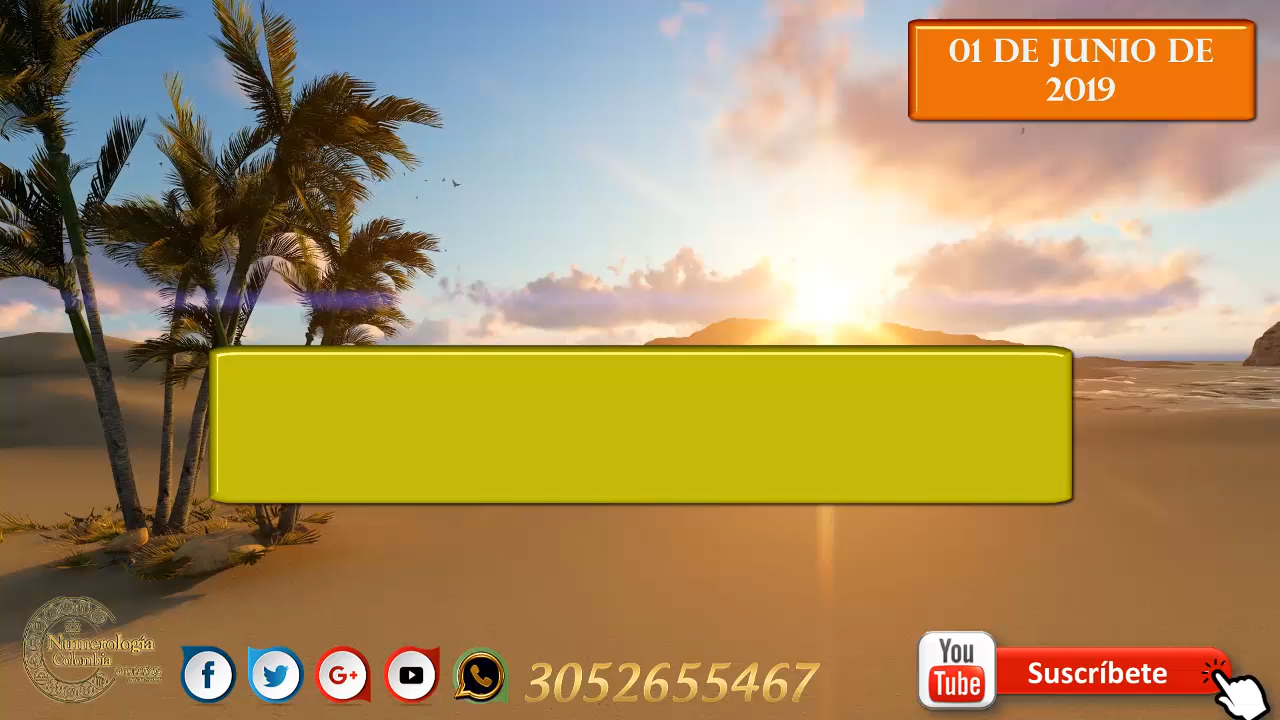 01 DE JUNIO DE
2019
Numerología
Colombia
3052655467
You
Tube
Suscríbete